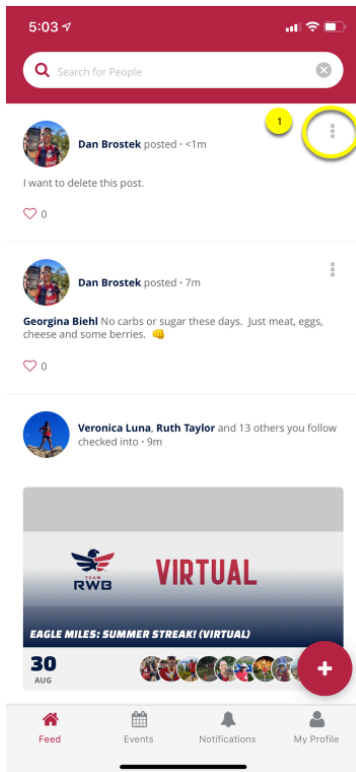 5:03
Search for People
1
Dan Brostek posted · <1m
I want to delete this post.
0
Dan Brostek posted · 7m
Georgina Biehl No carbs or sugar these days. Just meat, eggs,
cheese and some berries. 👊
0
Veronica Luna, Ruth Taylor and 13 others you follow
checked into · 9m
TEAM
RWB
VIRTUAL
EAGLE MILES: SUMMER STREAK! (VIRTUAL)
30
AUG
+
Feed Events Notifications My Profile